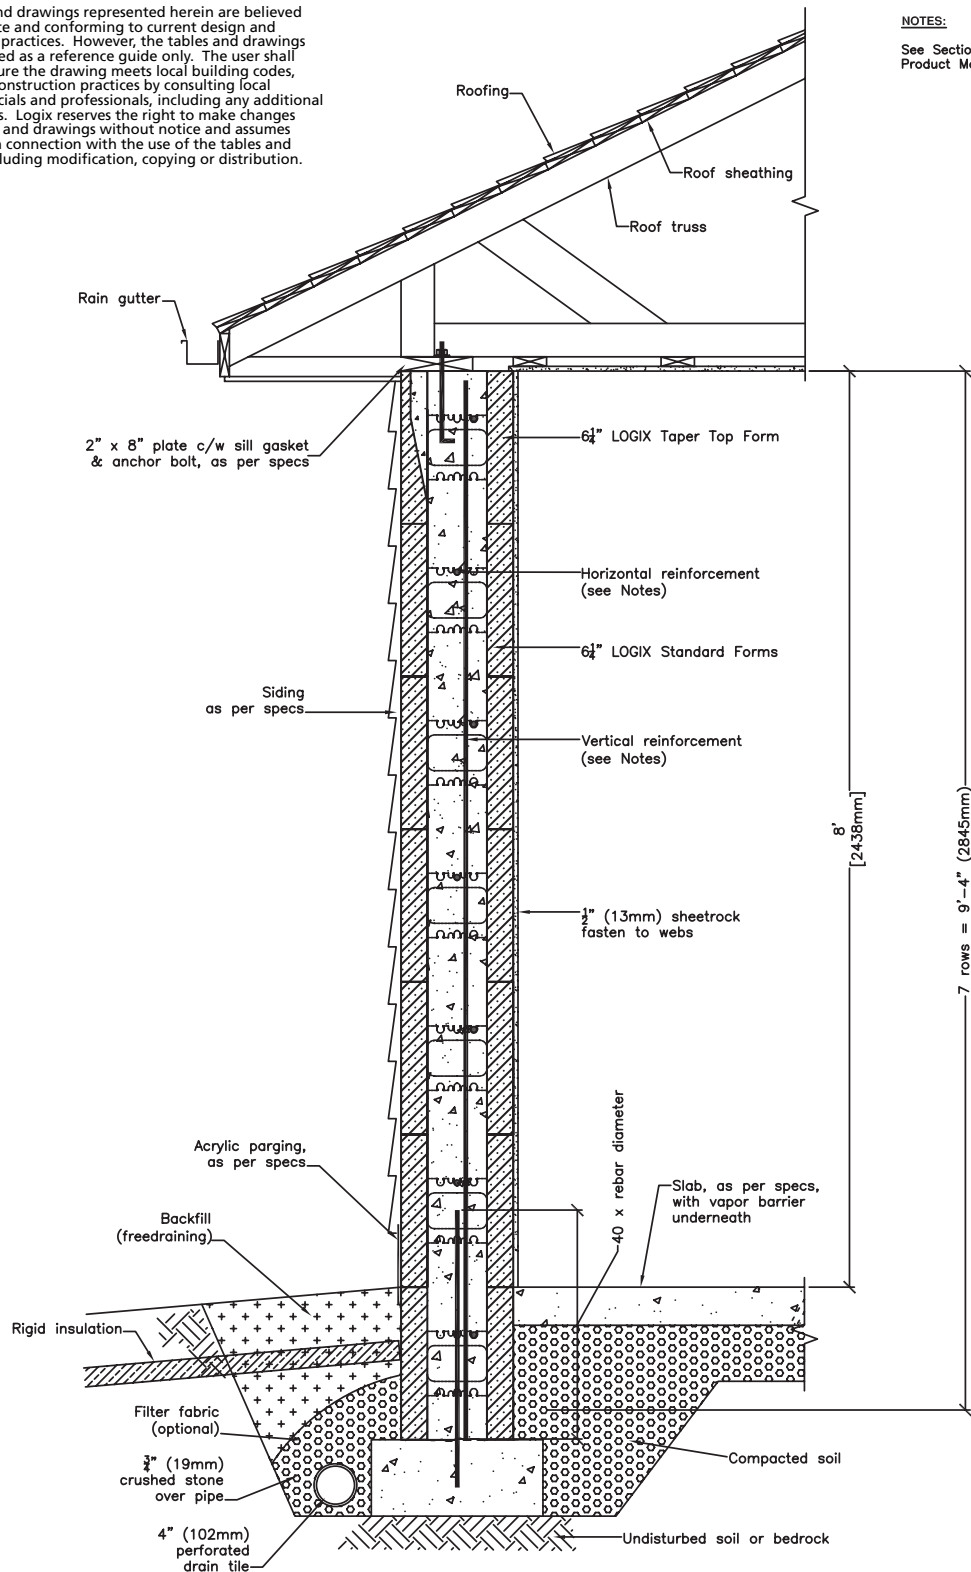 nd drawings represented herein are believed
te and conforming to current design and
practices. However, the tables and drawings
ed as a reference guide only. The user shall
ure the drawing meets local building codes,
onstruction practices by consulting local
cials and professionals, including any additional
s. Logix reserves the right to make changes
and drawings without notice and assumes
n connection with the use of the tables and
luding modification, copying or distribution.
NOTES:
See Sectio
Product M
Roofing
Roof sheathing
Roof truss
Rain gutter
2" x 8" plate c/w sill gasket
& anchor bolt, as per specs
6 1/4" LOGIX Taper Top Form
Horizontal reinforcement
(see Notes)
6 1/4" LOGIX Standard Forms
Siding
as per specs
Vertical reinforcement
(see Notes)
8'
[2438mm]
7 rows = 9'-4" (2845mm)
1/2" (13mm) sheetrock
fasten to webs
40 x rebar diameter
Acrylic parging,
as per specs
Slab, as per specs,
with vapor barrier
underneath
Backfill
(freedraining)
Rigid insulation
Filter fabric
(optional)
3/4" (19mm)
crushed stone
over pipe
Compacted soil
4" (102mm)
perforated
drain tile
Undisturbed soil or bedrock